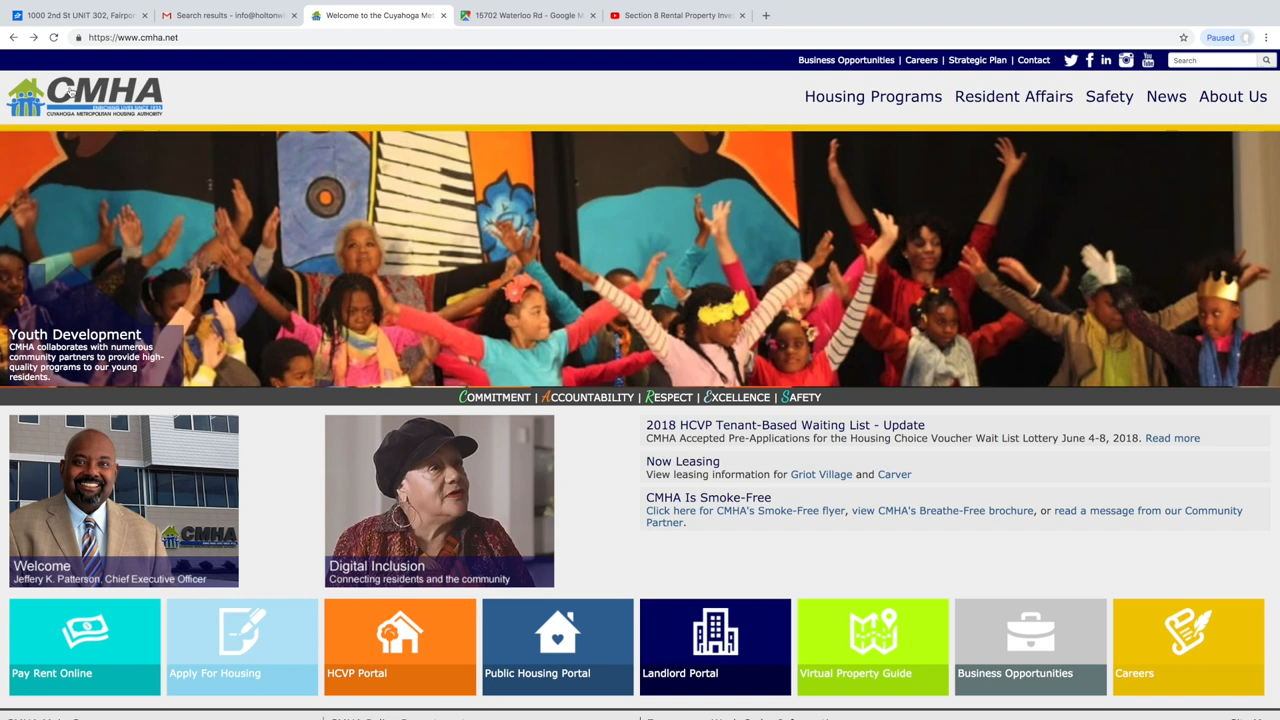 1000 2nd St UNIT 302, Fairpor
Search results - info@holtonw
Welcome to the Cuyahoga Met
15702 Waterloo Rd - Google M
Section 8 Rental Property Inve
https://www.cmha.net
Paused
Business Opportunities | Careers | Strategic Plan | Contact
You Tube
Search
CMHA
ENRICHING LIVES SINCE 1933
CUYAHOGA METROPOLITAN HOUSING AUTHORITY
Housing Programs Resident Affairs Safety News About Us
Youth Development
CMHA collaborates with numerous
community partners to provide high-
quality programs to our young
residents.
COMMITMENT | ACCOUNTABILITY | RESPECT | EXCELLENCE | SAFETY
CMHA
Welcome
Jeffery K. Patterson, Chief Executive Officer
Digital Inclusion
Connecting residents and the community
2018 HCVP Tenant-Based Waiting List - Update
CMHA Accepted Pre-Applications for the Housing Choice Voucher Wait List Lottery June 4-8, 2018. Read more
Now Leasing
View leasing information for Griot Village and Carver
CMHA Is Smoke-Free
Click here for CMHA's Smoke-Free flyer, view CMHA's Breathe-Free brochure, or read a message from our Community
Partner.
Pay Rent Online
Apply For Housing
HCVP Portal
Public Housing Portal
Landlord Portal
Virtual Property Guide
Business Opportunities
Careers